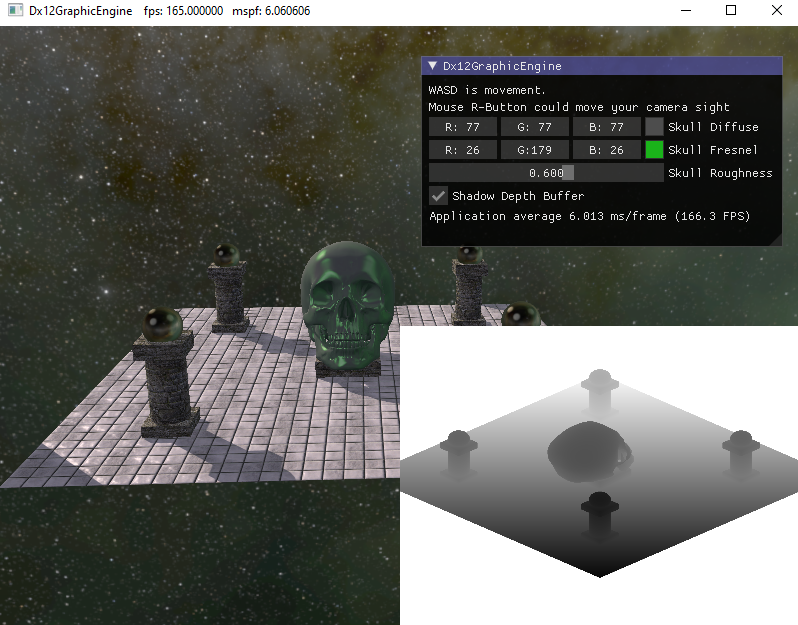 Dx12GraphicEngine fps: 165.000000 mspf: 6.060606
Dx12GraphicEngine
WASD is movement.
Mouse R-Button could move your camera sight
R: 77 G: 77 B: 77 Skull Diffuse
R: 26 G:179 B: 26 Skull Fresnel
0.600 Skull Roughness
Shadow Depth Buffer
Application average 6.013 ms/frame (166.3 FPS)